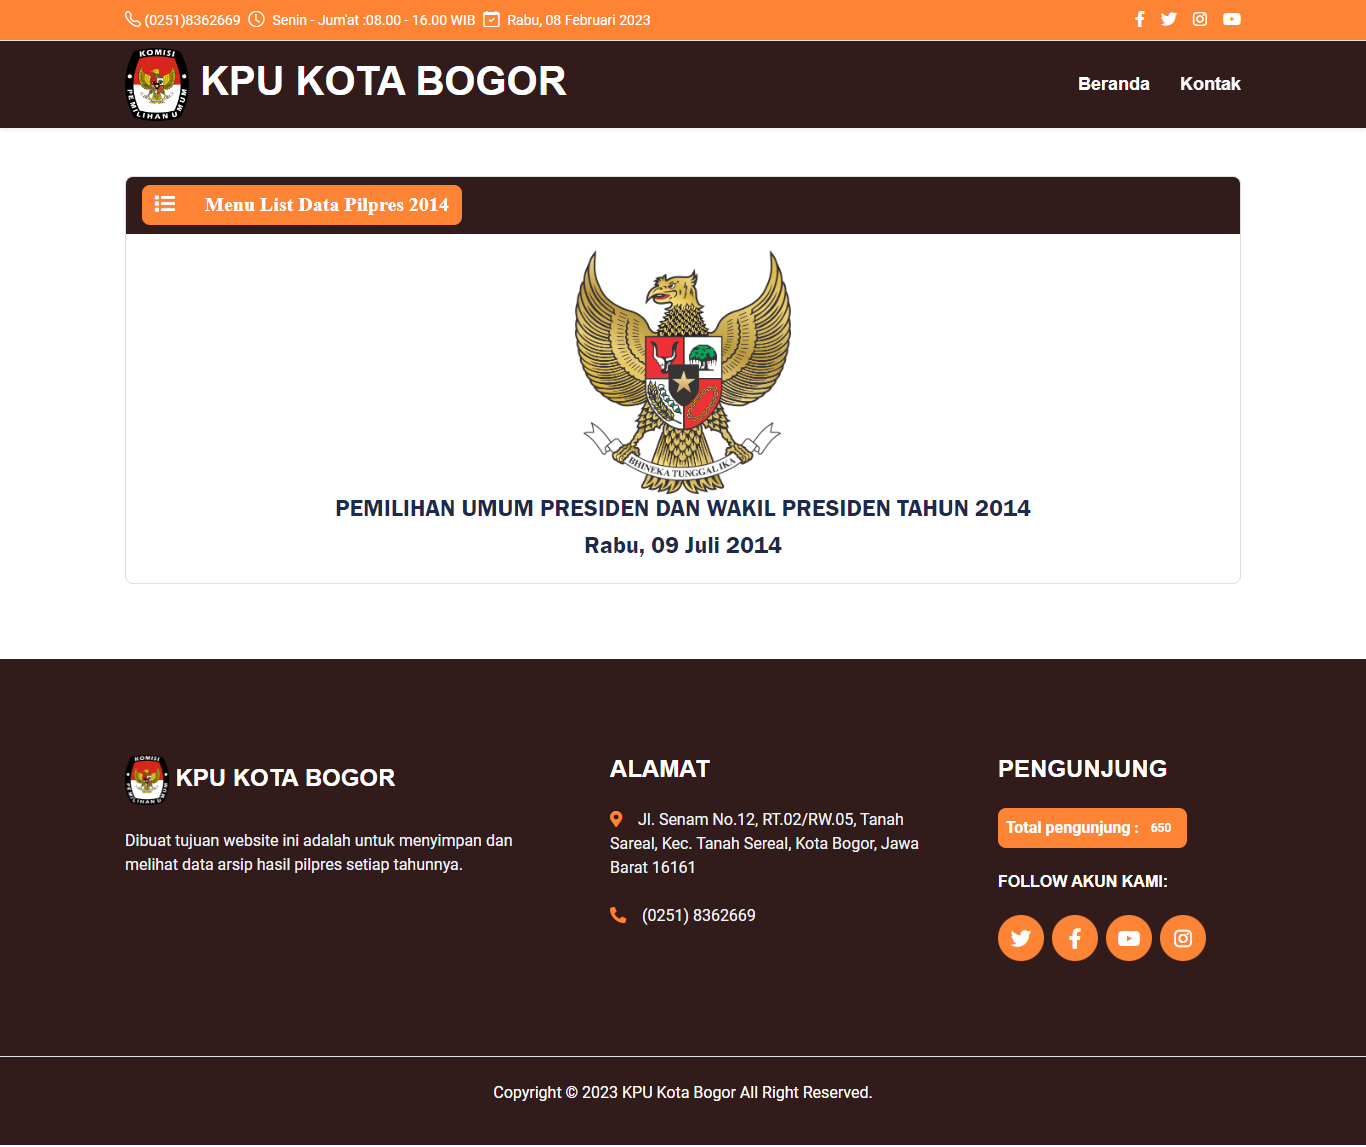 (0251)8362669 Senin - Jum'at :08.00 - 16.00 WIB Rabu, 08 Februari 2023
KOMISI
PEMILIHAN UMUM
KPU KOTA BOGOR
Beranda Kontak
Menu List Data Pilpres 2014
BHINEKA TUNGGAL IKA
PEMILIHAN UMUM PRESIDEN DAN WAKIL PRESIDEN TAHUN 2014
Rabu, 09 Juli 2014
KOMISI
PEMILIHAN UMUM
KPU KOTA BOGOR
Dibuat tujuan website ini adalah untuk menyimpan dan
melihat data arsip hasil pilpres setiap tahunnya.
ALAMAT
Jl. Senam No.12, RT.02/RW.05, Tanah
Sareal, Kec. Tanah Sereal, Kota Bogor, Jawa
Barat 16161
(0251) 8362669
PENGUNJUNG
Total pengunjung : 650
FOLLOW AKUN KAMI:
Copyright © 2023 KPU Kota Bogor All Right Reserved.